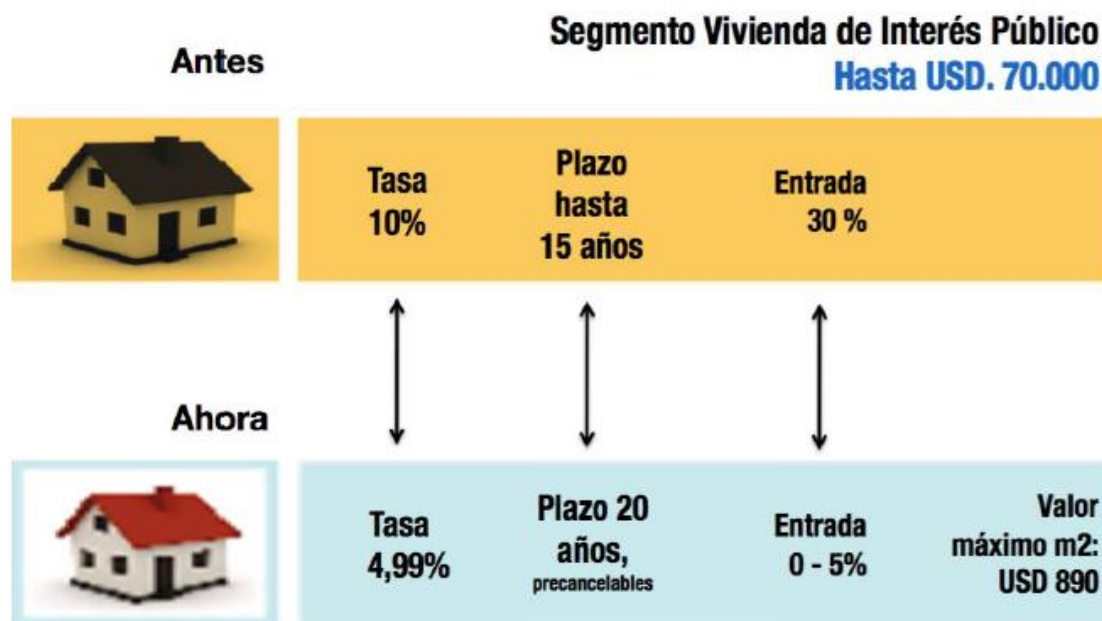 Segmento Vivienda de Interés Público
Hasta USD. 70.000
Antes
Tasa
10%
Plazo
hasta
15 años
Entrada
30 %
Ahora
Tasa
4,99%
Plazo 20
años,
precancelables
Entrada
0 - 5%
Valor
máximo m2:
USD 890